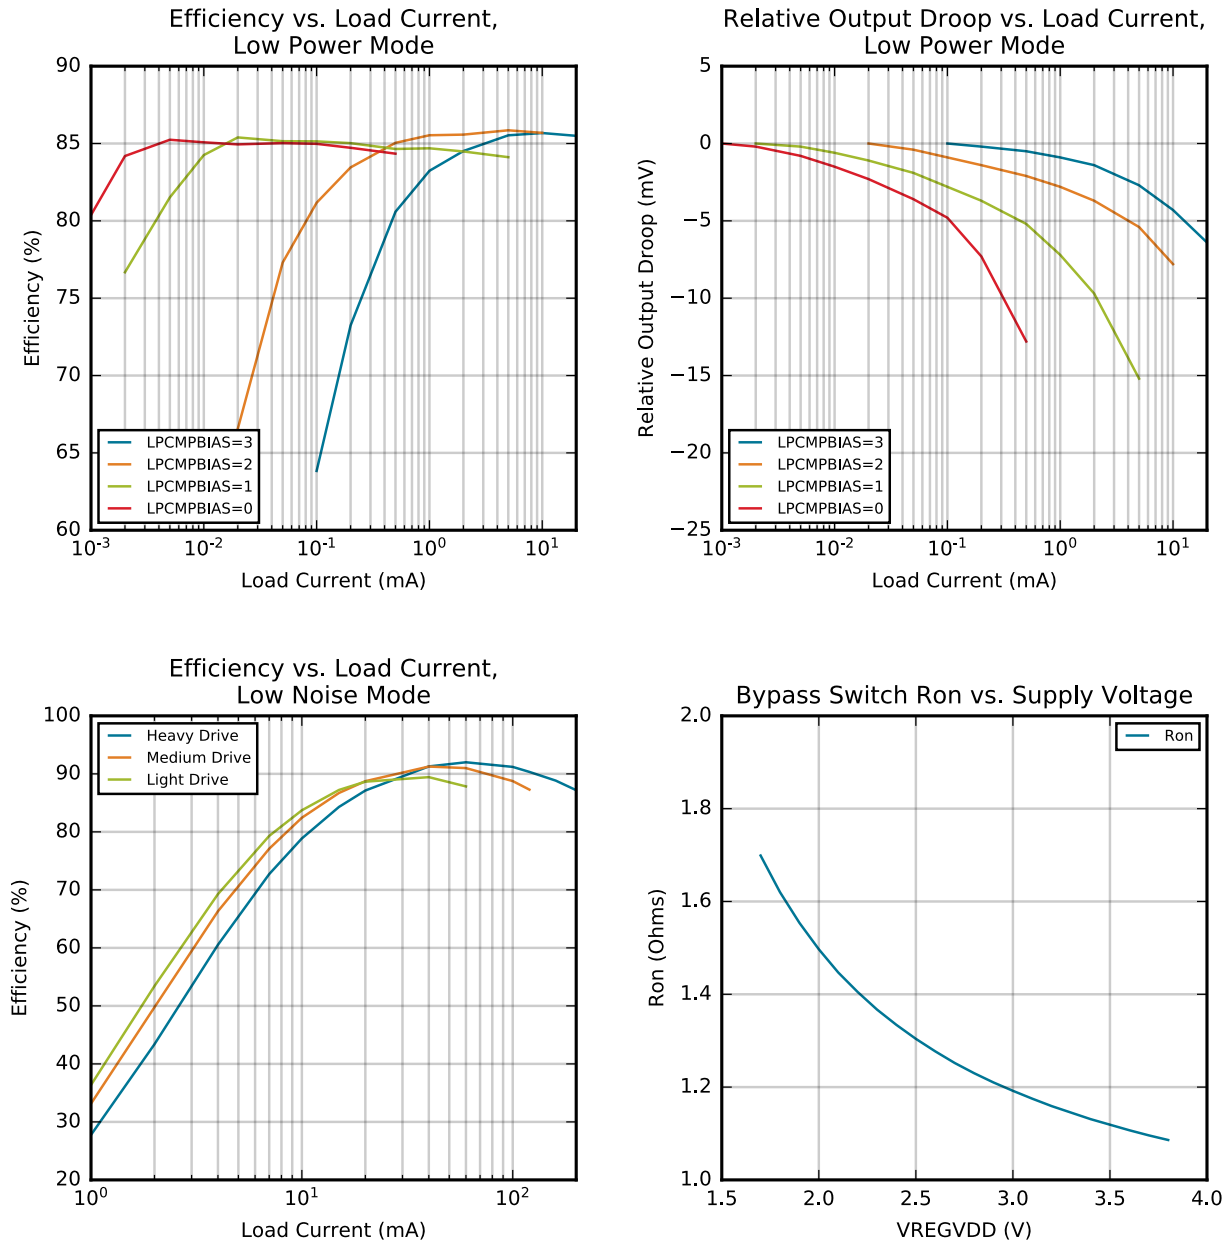 Efficiency vs. Load Current,
Low Power Mode
90
85
80
75
70
65
60
Efficiency (%)
LPCMPBIAS=3
LPCMPBIAS=2
LPCMPBIAS=1
LPCMPBIAS=0
10⁻³ 10⁻² 10⁻¹ 10⁰ 10¹
Load Current (mA)
Relative Output Droop vs. Load Current,
Low Power Mode
5
0
−5
−10
−15
−20
−25
Relative Output Droop (mV)
LPCMPBIAS=3
LPCMPBIAS=2
LPCMPBIAS=1
LPCMPBIAS=0
10⁻³ 10⁻² 10⁻¹ 10⁰ 10¹
Load Current (mA)
Efficiency vs. Load Current,
Low Noise Mode
100
90
80
70
60
50
40
30
20
Efficiency (%)
Heavy Drive
Medium Drive
Light Drive
10⁰ 10¹ 10²
Load Current (mA)
Bypass Switch Ron vs. Supply Voltage
2.0
1.8
1.6
1.4
1.2
1.0
Ron (Ohms)
Ron
1.5 2.0 2.5 3.0 3.5 4.0
VREGVDD (V)